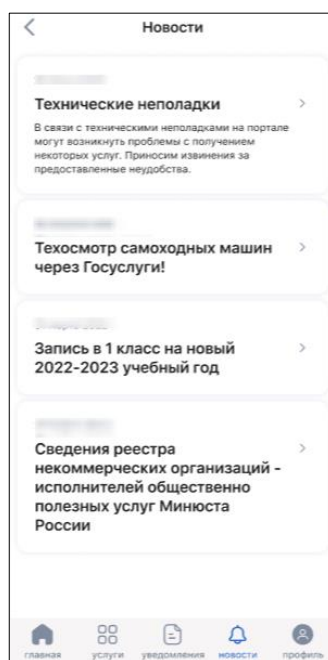 Новости
Технические неполадки
В связи с техническими неполадками на портале
могут возникнуть проблемы с получением
некоторых услуг. Приносим извинения за
предоставленные неудобства.
Техосмотр самоходных машин
через Госуслуги!
Запись в 1 класс на новый
2022-2023 учебный год
Сведения реестра
некоммерческих организаций -
исполнителей общественно
полезных услуг Минюста
России
главная услуги уведомления новости профиль